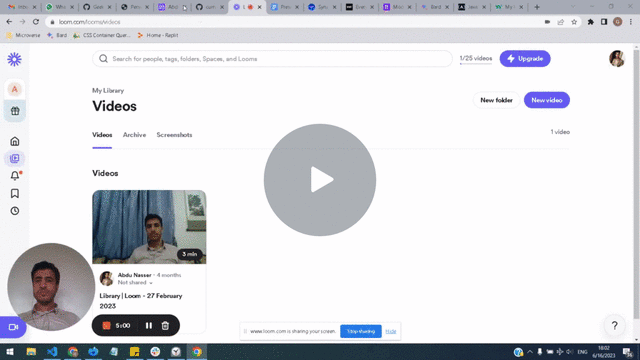 Whe
Abd
loom.com/looms/videos
Microverse
Bard
CSS Container Quer...
Home - Replit
Search for people, tags, folders, Spaces, and Looms
1/25 videos
Upgrade
A
My Library
Videos
New folder
New video
Videos
Archive
Screenshots
1 video
Videos
3 min
Abdu Nasser • 4 months
Not shared
Library | Loom - 27 February
2023
5:00
www.loom.com is sharing your screen.
Stop sharing
Hide
?
ENG
18:02
6/16/2023